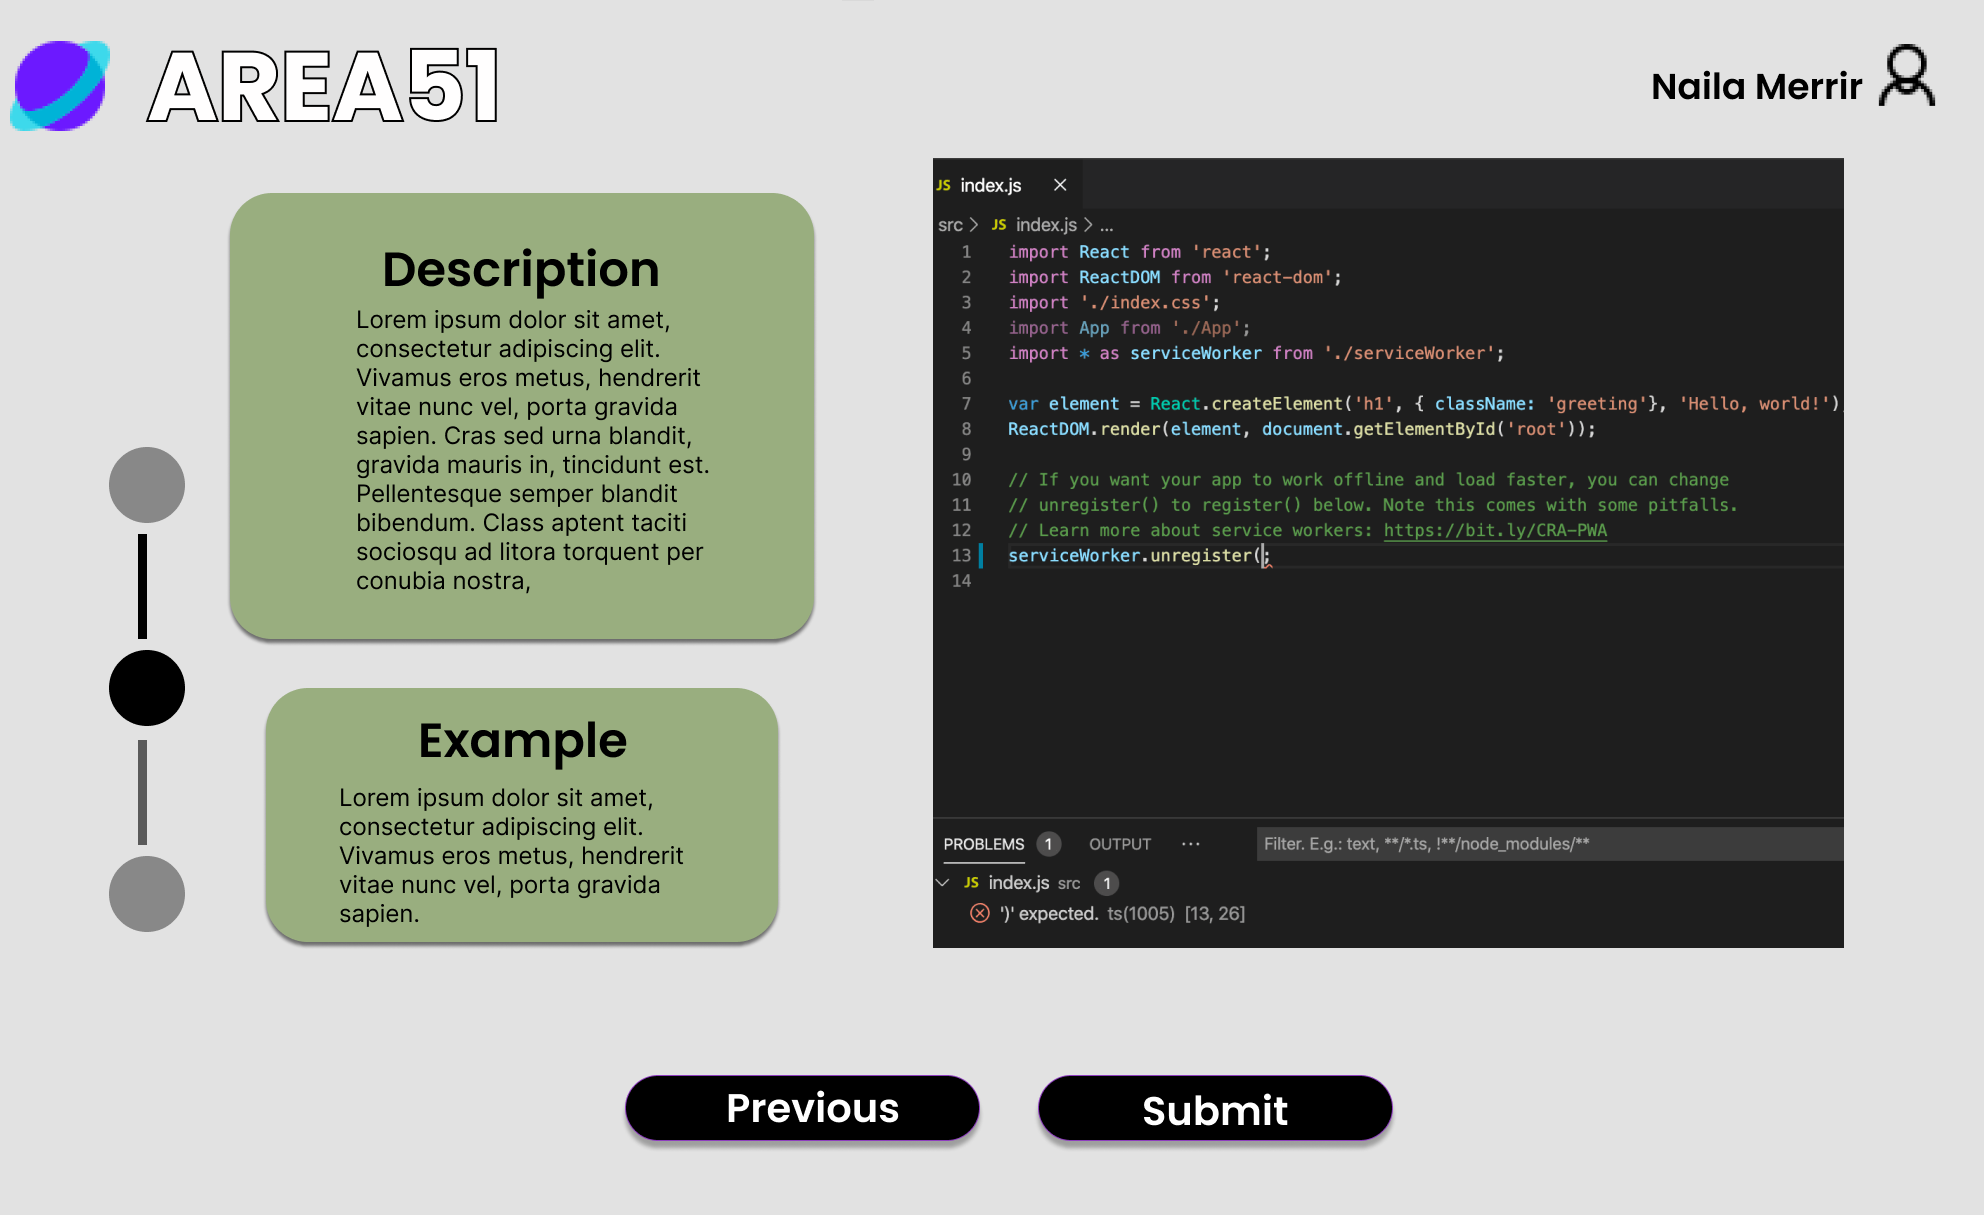 AREA51
Naila Merrir
Description
Lorem ipsum dolor sit amet,
consectetur adipiscing elit.
Vivamus eros metus, hendrerit
vitae nunc vel, porta gravida
sapien. Cras sed urna blandit,
gravida mauris in, tincidunt est.
Pellentesque semper blandit
bibendum. Class aptent taciti
sociosqu ad litora torquent per
conubia nostra,
Example
Lorem ipsum dolor sit amet,
consectetur adipiscing elit.
Vivamus eros metus, hendrerit
vitae nunc vel, porta gravida
sapien.
JS index.js
src > JS index.js > ...
1 import React from 'react';
2 import ReactDOM from 'react-dom';
3 import './index.css';
4 import App from './App';
5 import * as serviceWorker from './serviceWorker';
6
7 var element = React.createElement('h1', { className: 'greeting'}, 'Hello, world!')
8 ReactDOM.render(element, document.getElementById('root'));
9
10 // If you want your app to work offline and load faster, you can change
11 // unregister() to register() below. Note this comes with some pitfalls.
12 // Learn more about service workers: https://bit.ly/CRA-PWA
13 serviceWorker.unregister(;
14
PROBLEMS 1 OUTPUT ··· Filter. E.g.: text, **/*.ts, !**/node_modules/**
JS index.js src 1
')' expected. ts(1005) [13, 26]
Previous
Submit